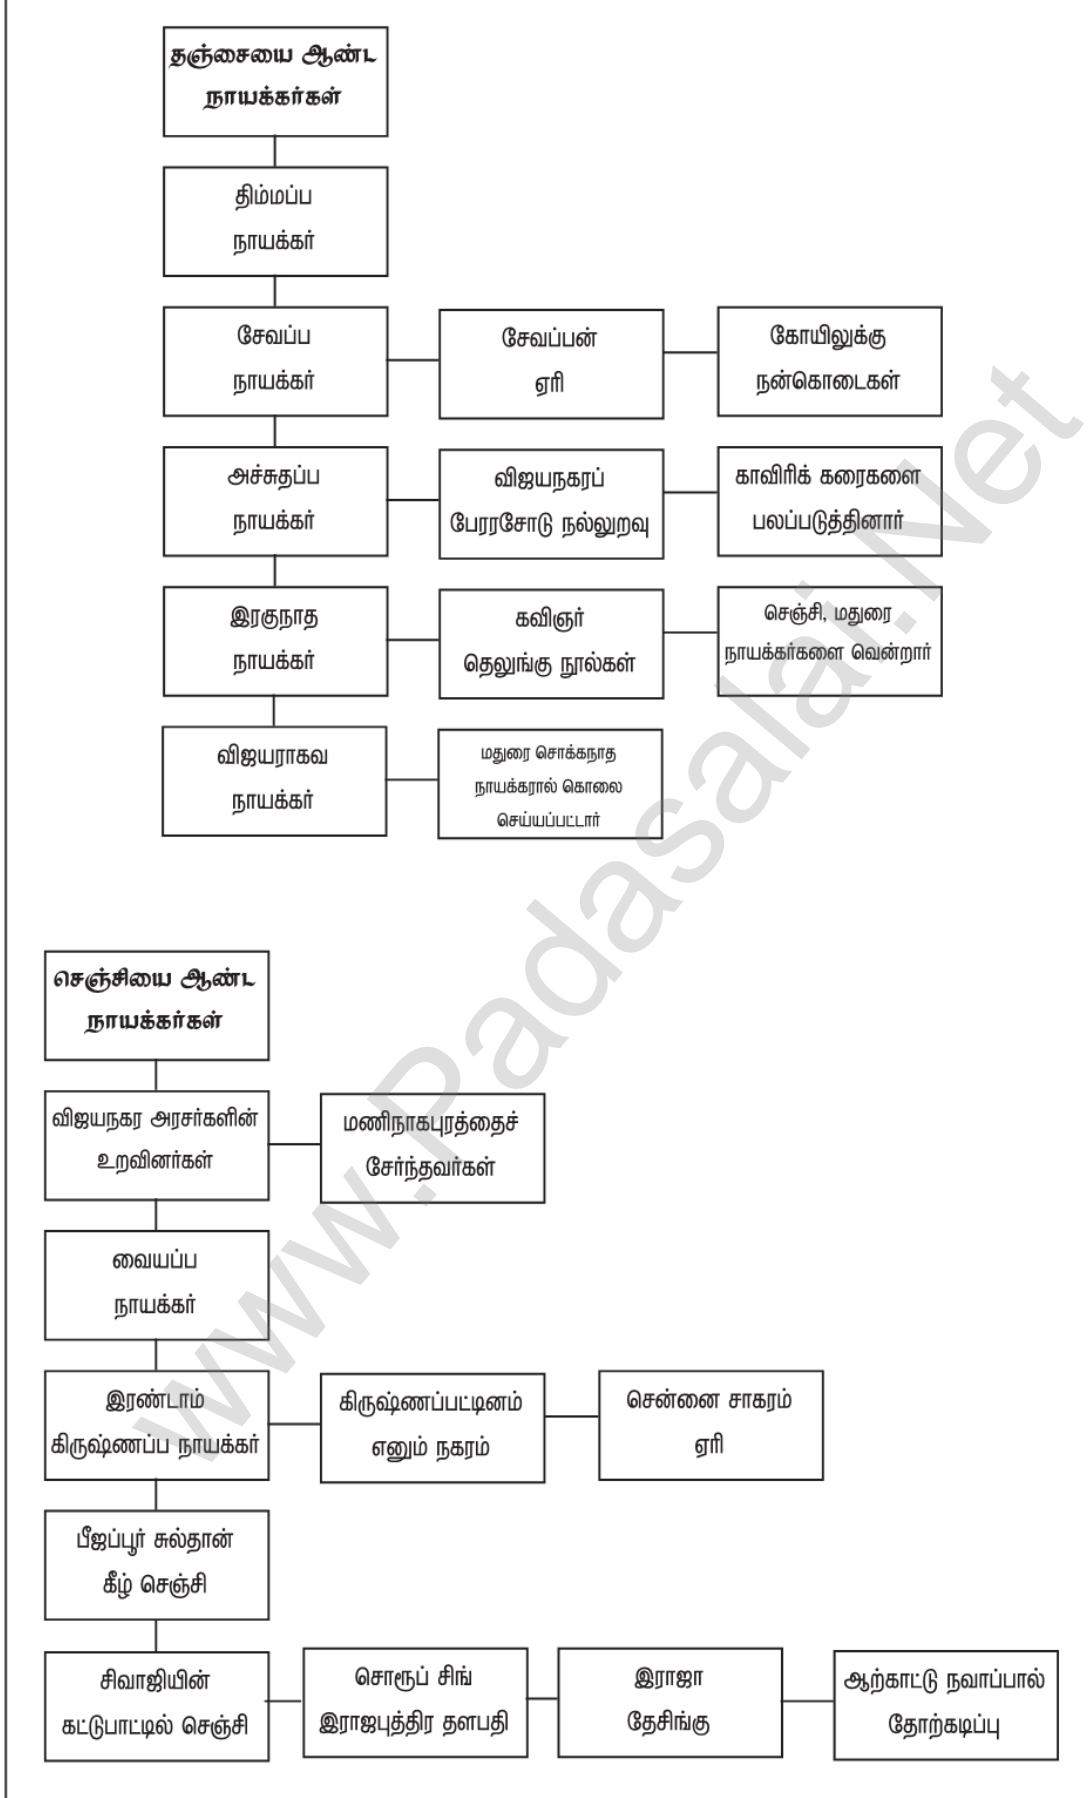 தஞ்சையை ஆண்ட
நாயக்கர்கள்
திம்மப்ப
நாயக்கர்
சேவப்ப
நாயக்கர்
சேவப்பன்
ஏரி
கோயிலுக்கு
நன்கொடைகள்
அச்சுதப்ப
நாயக்கர்
விஜயநகரப்
பேரரசோடு நல்லுறவு
காவிரிக் கரைகளை
பலப்படுத்தினார்
இரகுநாத
நாயக்கர்
கவிஞர்
தெலுங்கு நூல்கள்
செஞ்சி, மதுரை
நாயக்கர்களை வென்றார்
விஜயராகவ
நாயக்கர்
மதுரை சொக்கநாத
நாயக்கரால் கொலை
செய்யப்பட்டார்
செஞ்சியை ஆண்ட
நாயக்கர்கள்
விஜயநகர அரசர்களின்
உறவினர்கள்
மணிநாகபுரத்தைச்
சேர்ந்தவர்கள்
வையப்ப
நாயக்கர்
இரண்டாம்
கிருஷ்ணப்ப நாயக்கர்
கிருஷ்ணப்பட்டினம்
எனும் நகரம்
சென்னை சாகரம்
ஏரி
பீஜப்பூர் சுல்தான்
கீழ் செஞ்சி
சிவாஜியின்
கட்டுபாட்டில் செஞ்சி
சொரூப் சிங்
இராஜபுத்திர தளபதி
இராஜா
தேசிங்கு
ஆற்காட்டு நவாப்பால்
தோற்கடிப்பு
www.Padasalai.Net